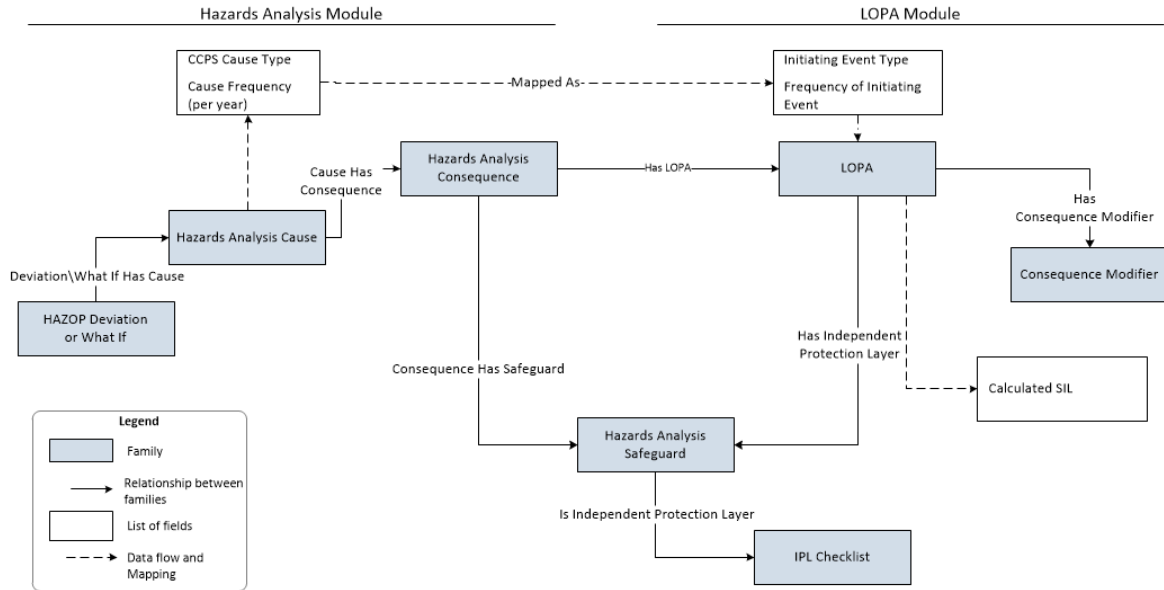 Hazards Analysis Module
LOPA Module
CCPS Cause Type
Cause Frequency
(per year)
Mapped As
Initiating Event Type
Frequency of Initiating
Event
Cause Has
Consequence
Hazards Analysis
Consequence
Has LOPA
LOPA
Has
Consequence Modifier
Hazards Analysis Cause
Deviation\What If Has Cause
Consequence Modifier
HAZOP Deviation
or What If
Has Independent
Protection Layer
Consequence Has Safeguard
Calculated SIL
Legend
Family
Relationship between
families
List of fields
Data flow and
Mapping
Hazards Analysis
Safeguard
Is Independent Protection Layer
IPL Checklist